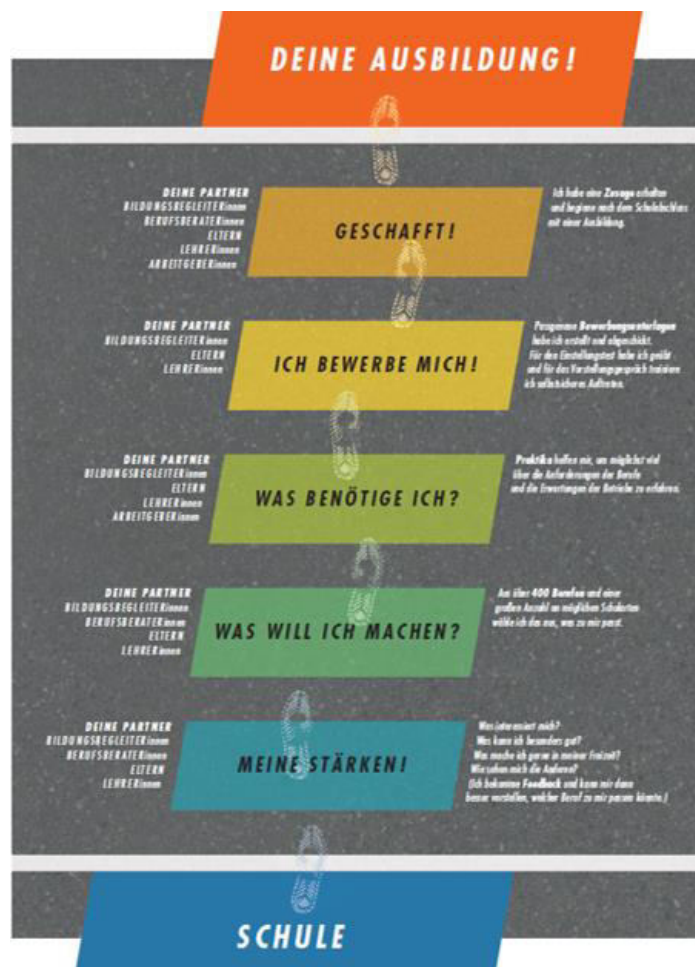 DEINE AUSBILDUNG!
DEINE PARTNER
BILDUNGSBEGLEITERinnen
BERUFSBERATERinnen
ELTERN
LEHRERinnen
ARBEITGEBERinnen
GESCHAFFT!
Ich habe eine Zusage erhalten
und beginne nach dem Schulabschluss
mit einer Ausbildung.
DEINE PARTNER
BILDUNGSBEGLEITERinnen
ELTERN
LEHRERinnen
ICH BEWERBE MICH!
Passgenaue Bewerbungsunterlagen
habe ich erstellt und abgeschickt.
Für den Einstellungstest habe ich geübt
und für das Vorstellungsgespräch trainiere
ich selbstsicheres Auftreten.
DEINE PARTNER
BILDUNGSBEGLEITERinnen
ELTERN
LEHRERinnen
ARBEITGEBERinnen
WAS BENÖTIGE ICH?
Praktika helfen mir, um möglichst viel
über die Anforderungen der Berufe
und die Erwartungen der Betriebe zu erfahren.
DEINE PARTNER
BILDUNGSBEGLEITERinnen
BERUFSBERATERinnen
ELTERN
LEHRERinnen
WAS WILL ICH MACHEN?
Aus über 400 Berufen und einer
großen Anzahl an möglichen Schularten
wähle ich das aus, was zu mir passt.
DEINE PARTNER
BILDUNGSBEGLEITERinnen
BERUFSBERATERinnen
ELTERN
LEHRERinnen
MEINE STÄRKEN!
Was interessiert mich?
Was kann ich besonders gut?
Was mache ich gerne in meiner Freizeit?
Wie sehen mich die Anderen?
(Ich bekomme Feedback und kann mir dann
besser vorstellen, welcher Beruf zu mir passen könnte.)
SCHULE